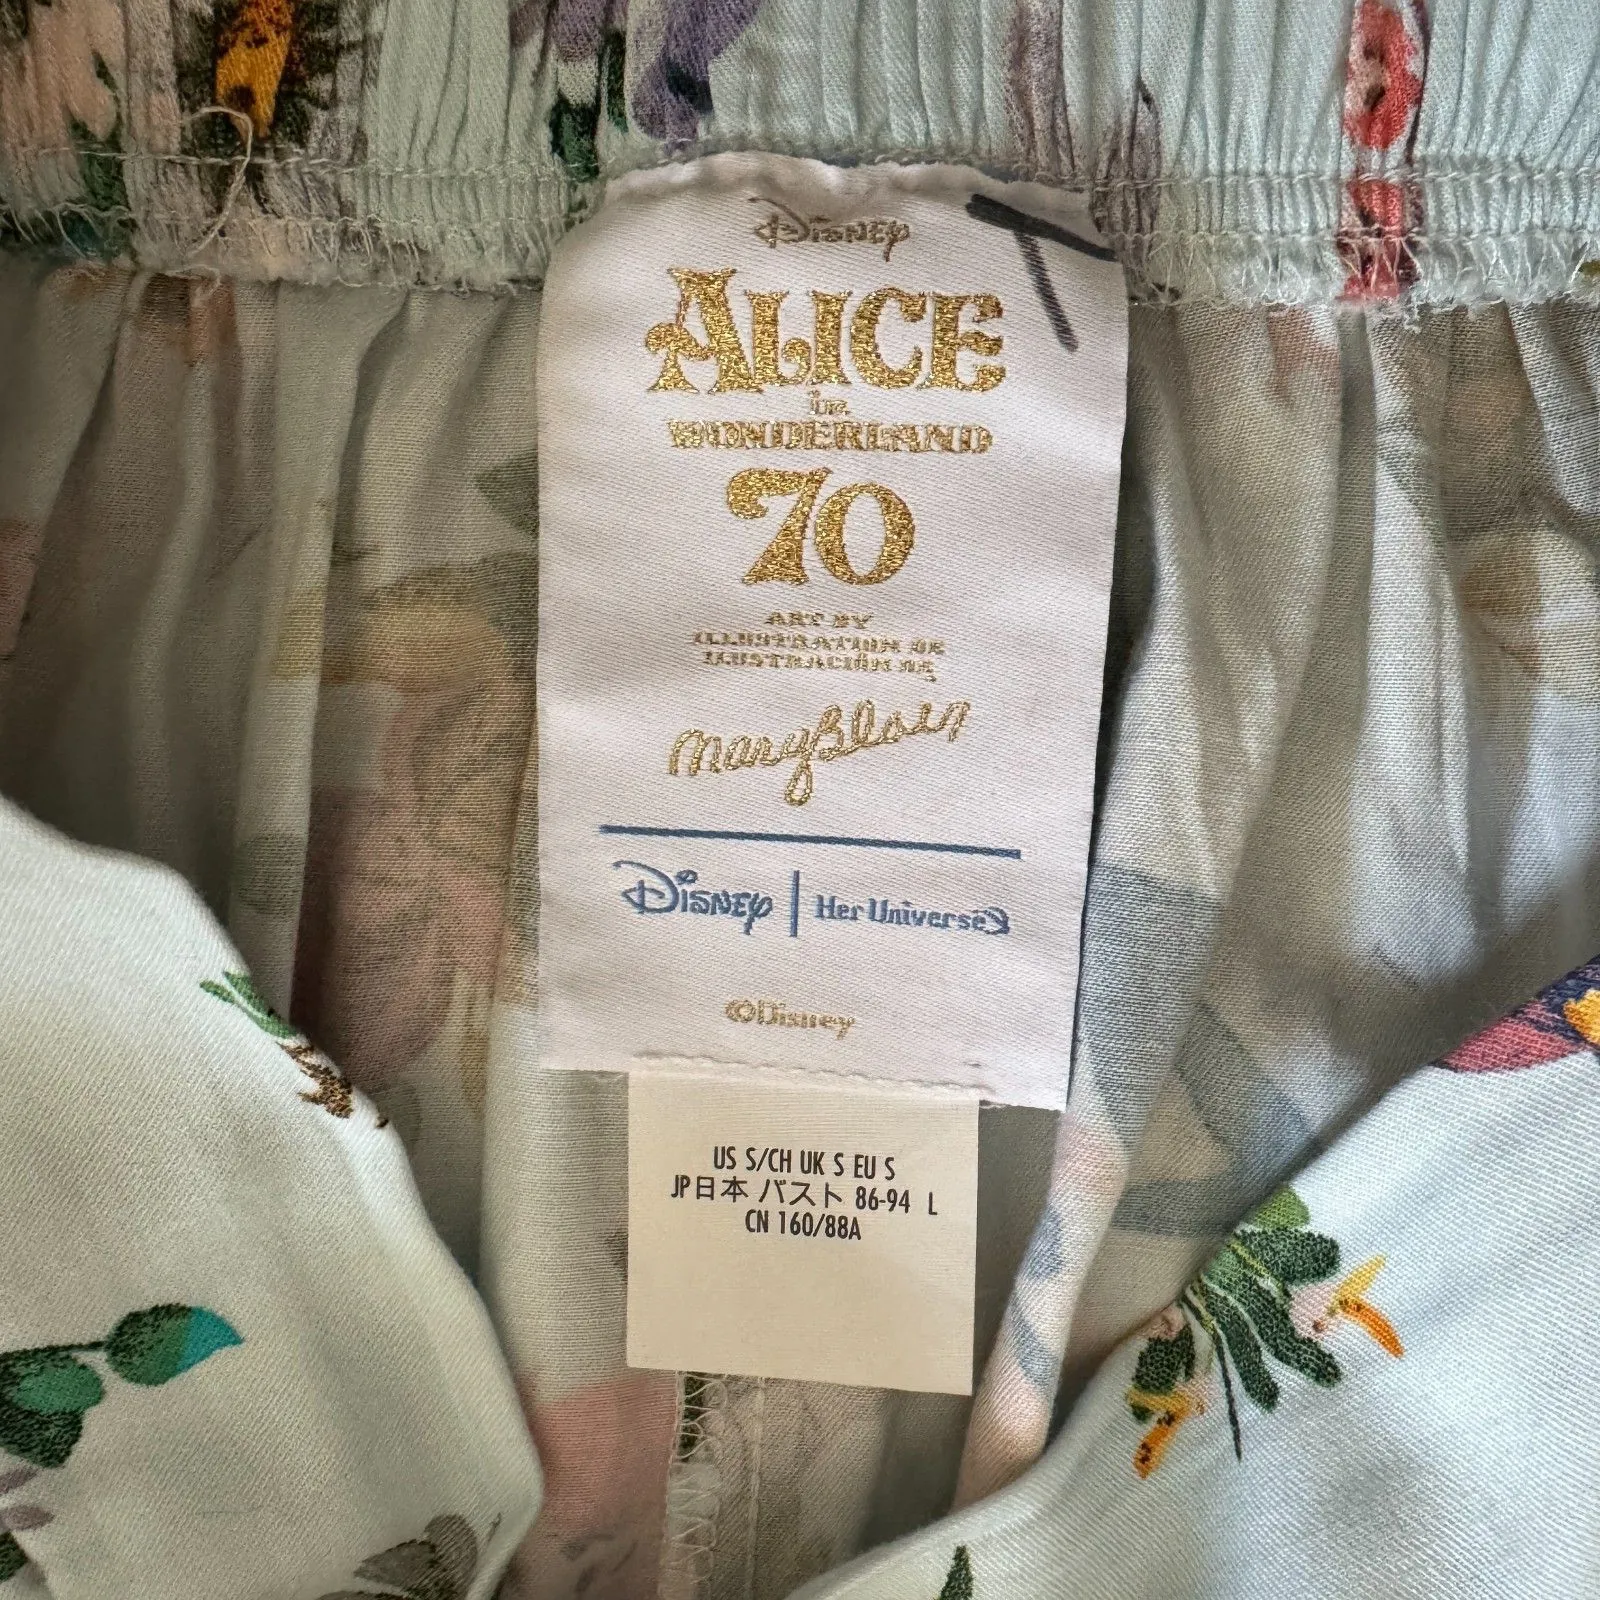 Disney
ALICE
in
WONDERLAND
70
ART BY
ILLUSTRATION DE
ILUSTRACIÓN DE
Mary Blair
Disney | Her Universe
©Disney
US S/CH UK S EU S
JP日本 バスト 86-94 L
CN 160/88A